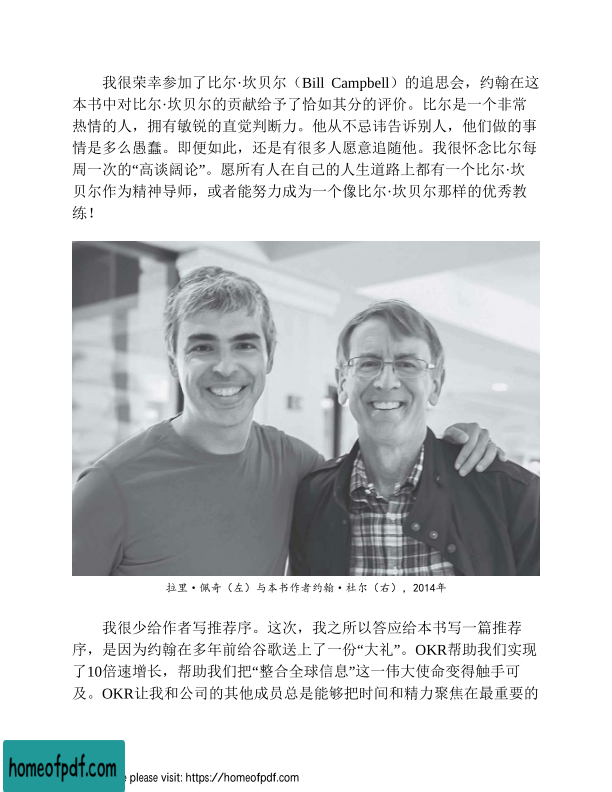 我很荣幸参加了比尔·坎贝尔（Bill Campbell）的追思会，约翰在这
本书中对比尔·坎贝尔的贡献给予了恰如其分的评价。比尔是一个非常
热情的人，拥有敏锐的直觉判断力。他从不忌讳告诉别人，他们做的事
情是多么愚蠢。即便如此，还是有很多人愿意追随他。我很怀念比尔每
周一次的“高谈阔论”。愿所有人在自己的人生道路上都有一个比尔·坎
贝尔作为精神导师，或者能努力成为一个像比尔·坎贝尔那样的优秀教
练！
拉里·佩奇（左）与本书作者约翰·杜尔（右），2014年
我很少给作者写推荐序。这次，我之所以答应给本书写一篇推荐
序，是因为约翰在多年前给谷歌送上了一份“大礼”。OKR帮助我们实现
了10倍速增长，帮助我们把“整合全球信息”这一伟大使命变得触手可
及。OKR让我和公司的其他成员总是能够把时间和精力聚焦在最重要的
homeofpdf.com
e please visit: https://homeofpdf.com